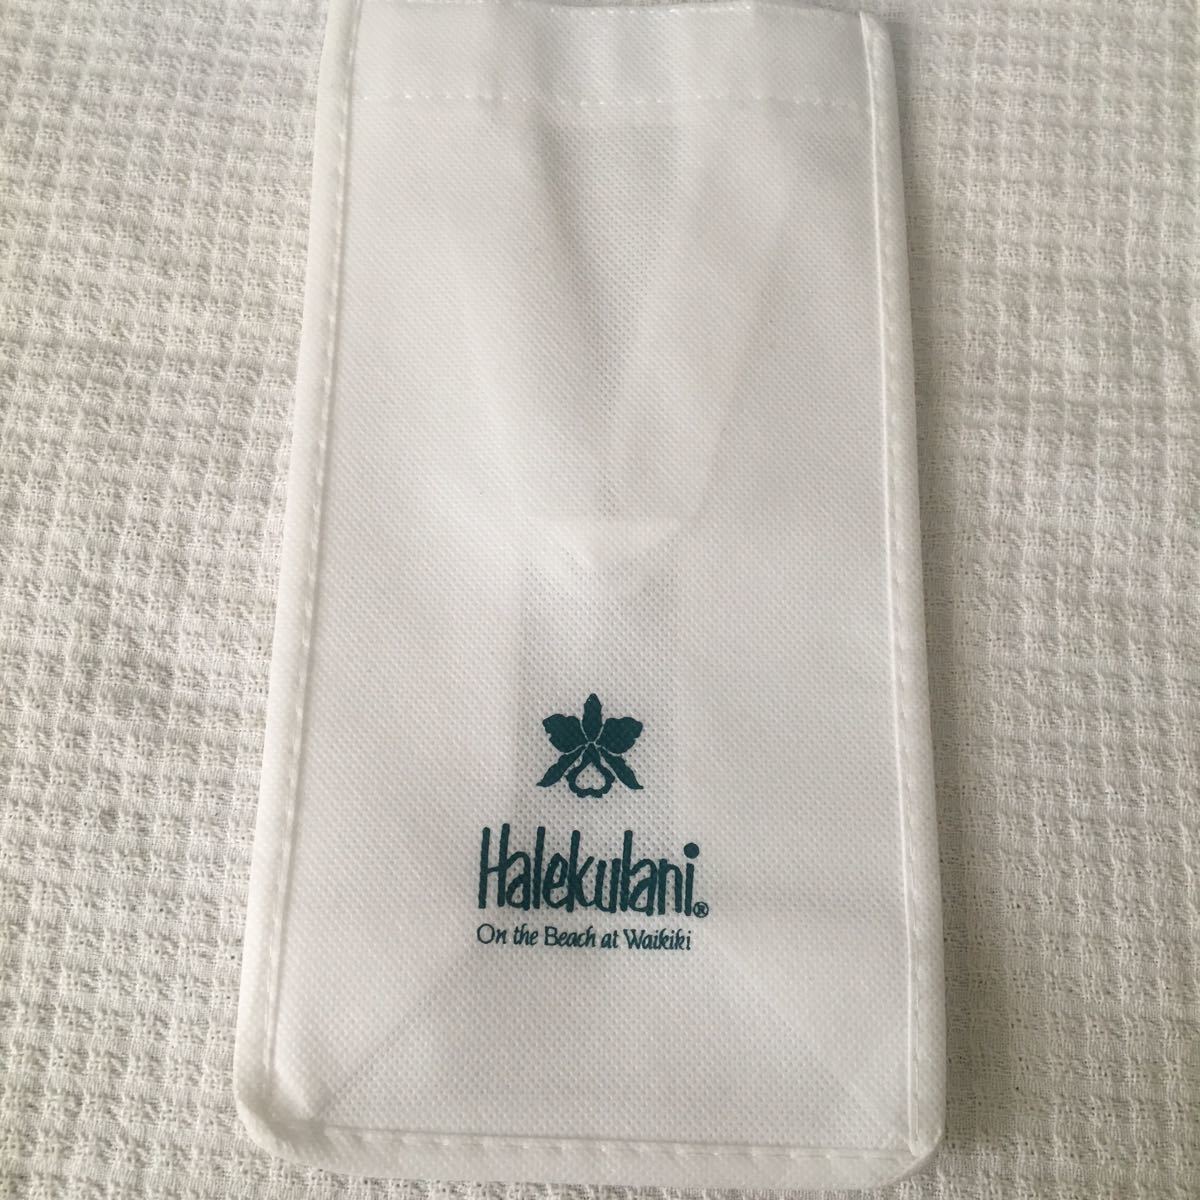 Halekulani®
On the Beach at Waikiki